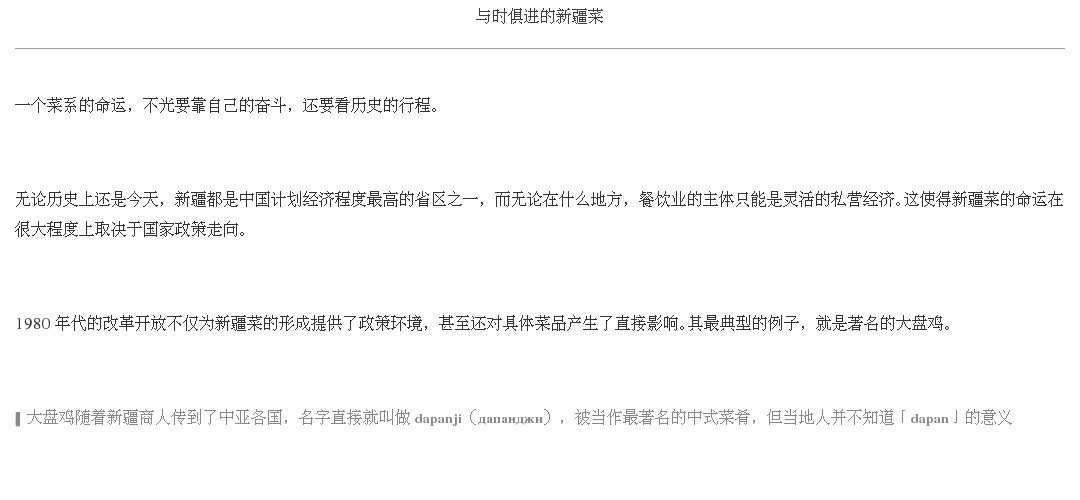 与时俱进的新疆菜
一个菜系的命运，不光要靠自己的奋斗，还要看历史的行程。
无论历史上还是今天，新疆都是中国计划经济程度最高的省区之一，而无论在什么地方，餐饮业的主体只能是灵活的私营经济。这使得新疆菜的命运在
很大程度上取决于国家政策走向。
1980 年代的改革开放不仅为新疆菜的形成提供了政策环境，甚至还对具体菜品产生了直接影响。其最典型的例子，就是著名的大盘鸡。
大盘鸡随着新疆商人传到了中亚各国，名字直接就叫做 dapanji（дапанджи），被当作最著名的中式菜肴，但当地人并不知道「dapan」的意义